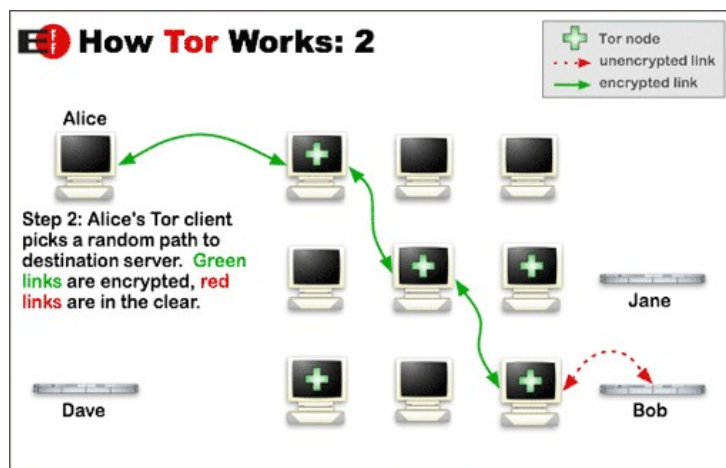 EFF How Tor Works: 2
Tor node
unencrypted link
encrypted link
Alice
Step 2: Alice's Tor client
picks a random path to
destination server. Green
links are encrypted, red
links are in the clear.
Jane
Dave
Bob